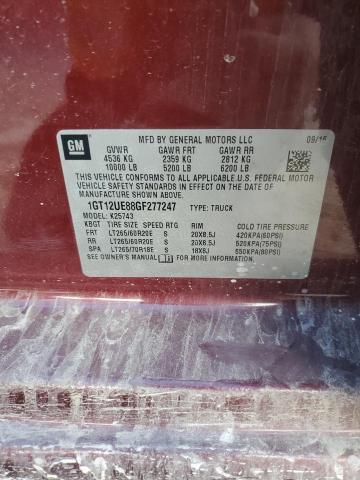 GM
MFD BY GENERAL MOTORS LLC 09/15
GVWR GAWR FRT GAWR RR
4536 KG 2359 KG 2812 KG
10000 LB 5200 LB 6200 LB
THIS VEHICLE CONFORMS TO ALL APPLICABLE U.S. FEDERAL MOTOR
VEHICLE SAFETY STANDARDS IN EFFECT ON THE DATE OF
MANUFACTURE SHOWN ABOVE.
1GT12UE88GF277247 TYPE: TRUCK
MODEL: K25743
KBGT TIRE SIZE SPEED RTG RIM COLD TIRE PRESSURE
FRT LT265/60R20E 20X8.5J 420KPA(60PSI)
RR LT265/60R20E 20X8.5J 520KPA(75PSI)
SPA LT265/70R18E 18X8J 550KPA(80PSI)
SEE OWNER'S MANUAL FOR MORE INFORMATION.